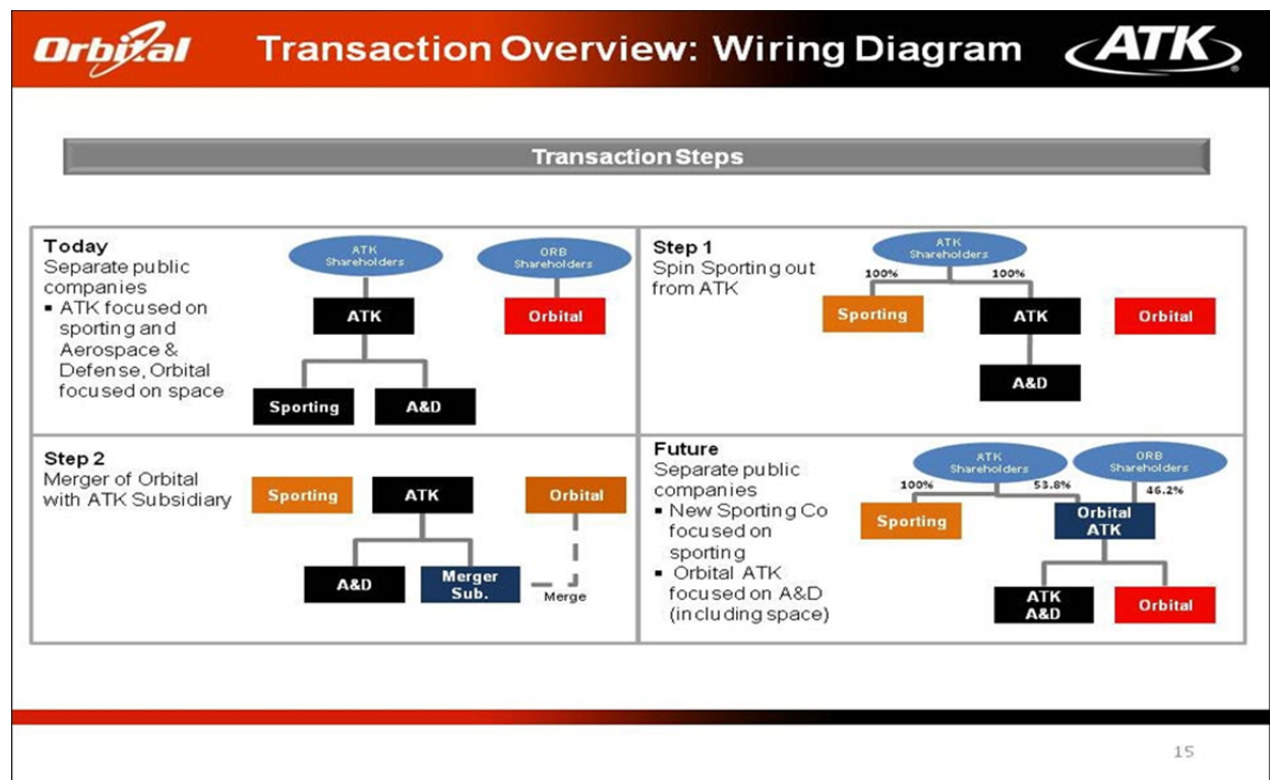 Orbital
Transaction Overview: Wiring Diagram
ATK
Transaction Steps
Today
Separate public
companies
▪ ATK focused on
sporting and
Aerospace &
Defense, Orbital
focused on space
ATK
Shareholders
ORB
Shareholders
ATK
Orbital
Sporting
A&D
Step 1
Spin Sporting out
from ATK
ATK
Shareholders
100%
100%
Sporting
ATK
Orbital
A&D
Step 2
Merger of Orbital
with ATK Subsidiary
Sporting
ATK
Orbital
A&D
Merger
Sub.
Merge
Future
Separate public
companies
▪ New Sporting Co
focused on
sporting
▪ Orbital ATK
focused on A&D
(including space)
ATK
Shareholders
ORB
Shareholders
100%
53.8%
46.2%
Sporting
Orbital
ATK
ATK
A&D
Orbital
15